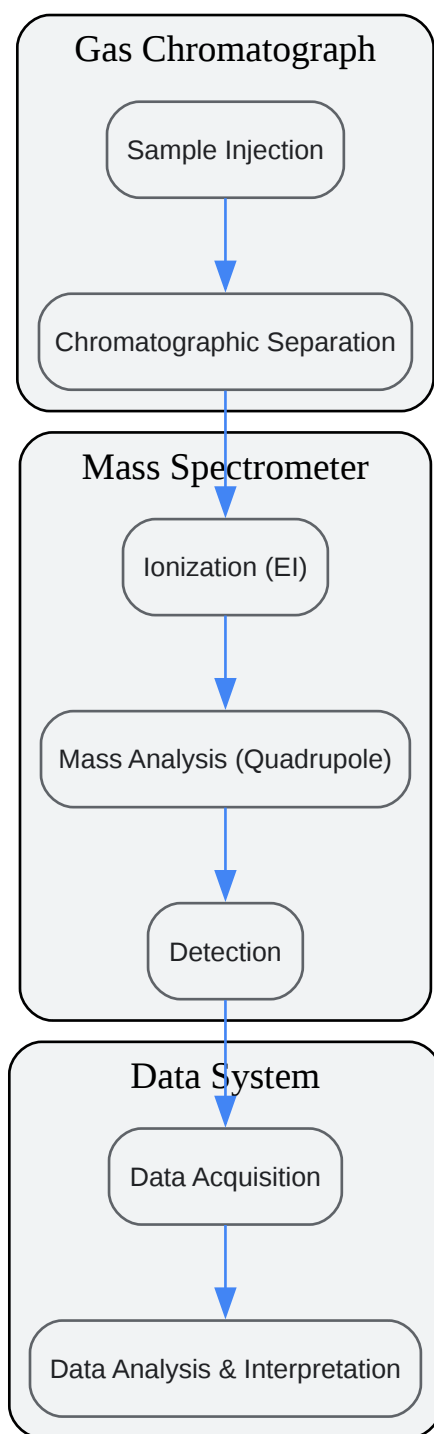 Gas Chromatograph
Sample Injection
Chromatographic Separation
Mass Spectrometer
Ionization (EI)
Mass Analysis (Quadrupole)
Detection
Data System
Data Acquisition
Data Analysis & Interpretation